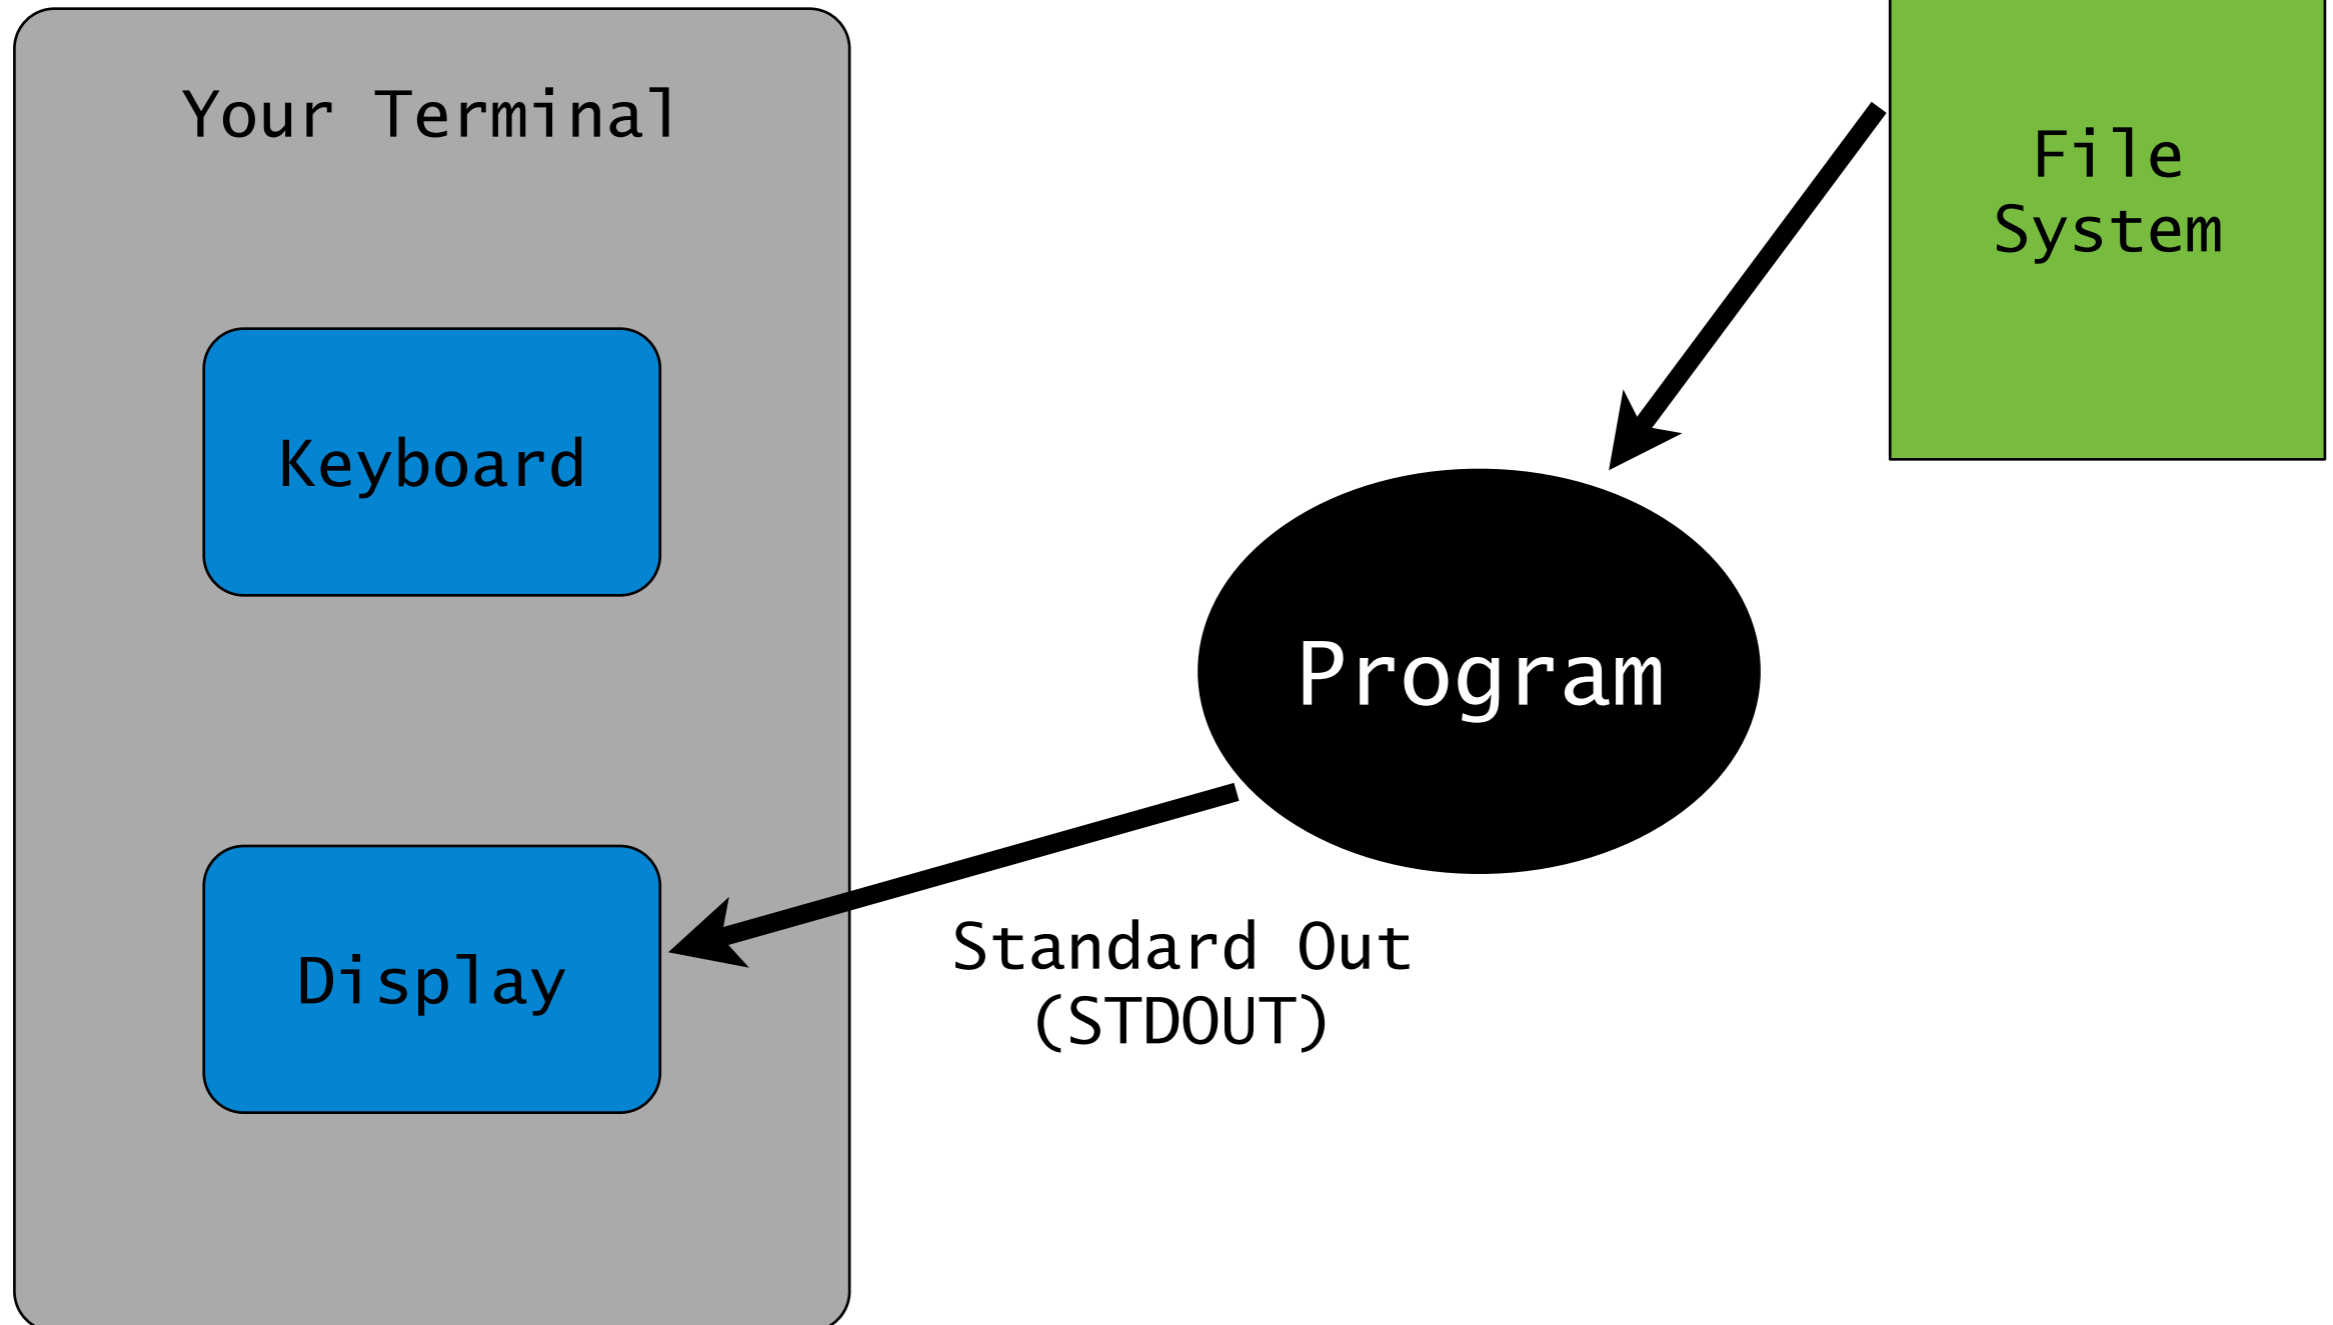 Your Terminal
File
System
Keyboard
Program
Display
Standard Out
(STDOUT)